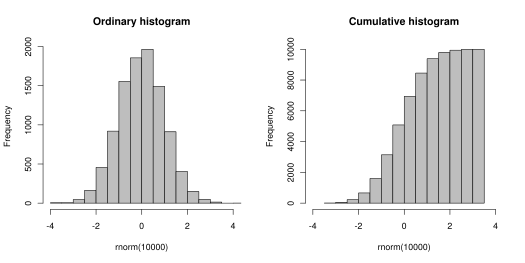 Ordinary histogram
Frequency
2000
1500
1000
500
0
-4 -2 0 2 4
rnorm(10000)
Cumulative histogram
Frequency
10000
8000
6000
4000
2000
0
-4 -2 0 2 4
rnorm(10000)